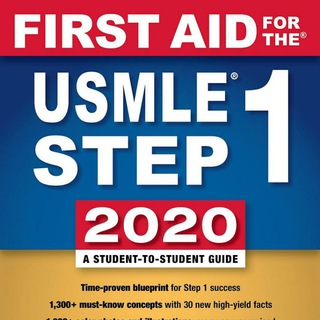 FIRST AID FOR THE®
USMLE® 1
STEP
2020
A STUDENT-TO-STUDENT GUIDE
Time-proven blueprint for Step 1 success
1,300+ must-know concepts with 30 new high-yield facts